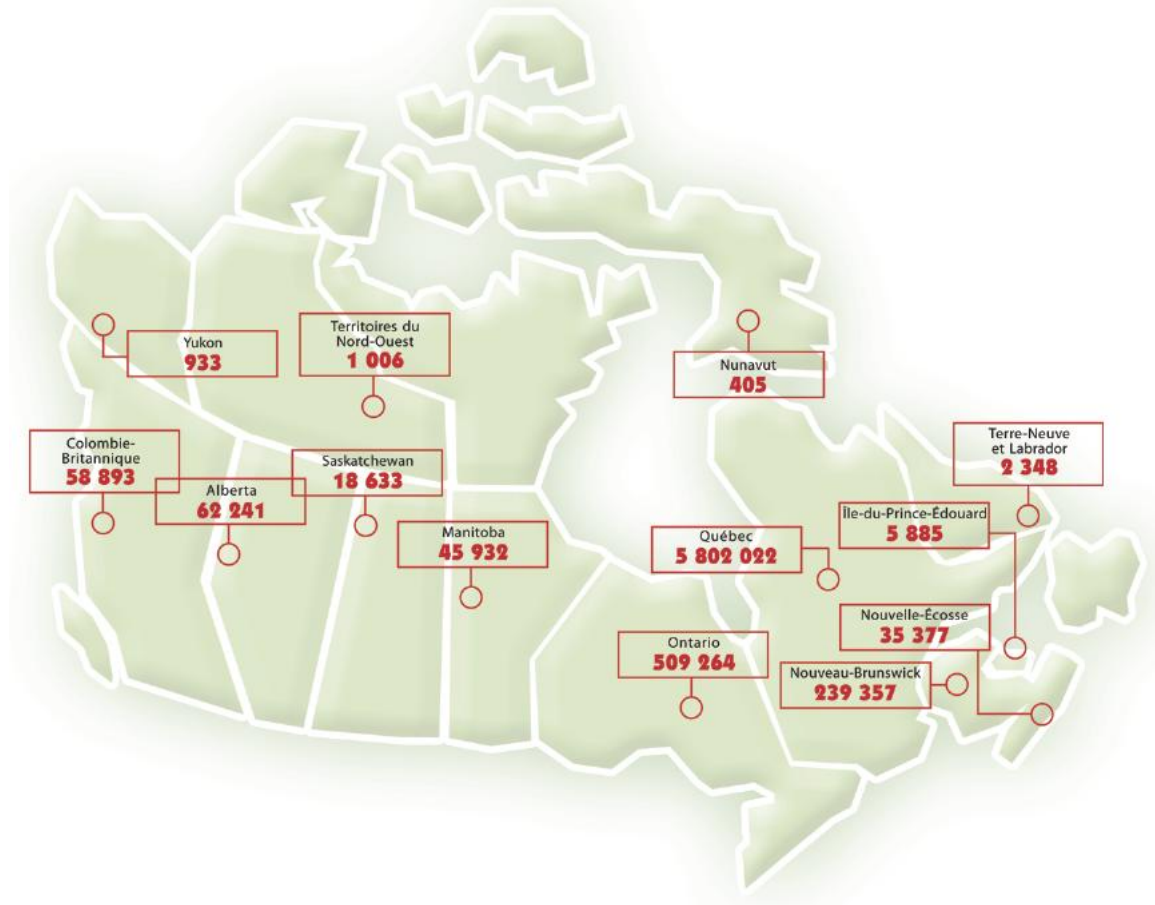 Yukon
933
Territoires du
Nord-Ouest
1 006
Nunavut
405
Colombie-
Britannique
58 893
Alberta
62 241
Saskatchewan
18 633
Manitoba
45 932
Terre-Neuve
et Labrador
2 348
Île-du-Prince-Édouard
5 885
Québec
5 802 022
Nouvelle-Écosse
35 377
Ontario
509 264
Nouveau-Brunswick
239 357